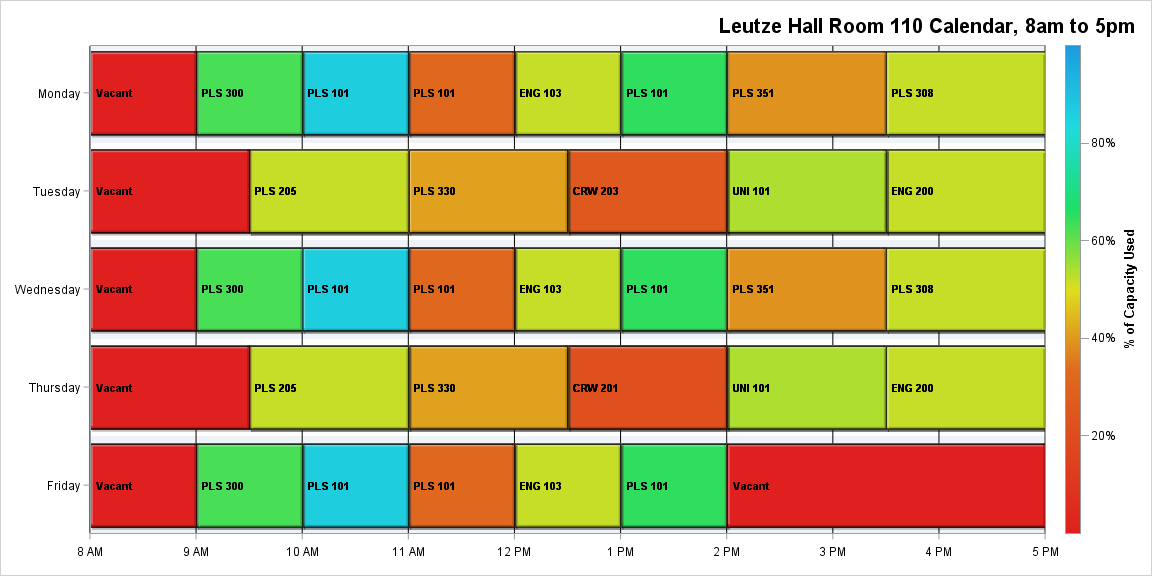 Leutze Hall Room 110 Calendar, 8am to 5pm
Monday
Vacant
PLS 300
PLS 101
PLS 101
ENG 103
PLS 101
PLS 351
PLS 308
Tuesday
Vacant
PLS 205
PLS 330
CRW 203
UNI 101
ENG 200
Wednesday
Vacant
PLS 300
PLS 101
PLS 101
ENG 103
PLS 101
PLS 351
PLS 308
Thursday
Vacant
PLS 205
PLS 330
CRW 201
UNI 101
ENG 200
Friday
Vacant
PLS 300
PLS 101
PLS 101
ENG 103
PLS 101
Vacant
8 AM
9 AM
10 AM
11 AM
12 PM
1 PM
2 PM
3 PM
4 PM
5 PM
80%
60%
40%
20%
% of Capacity Used